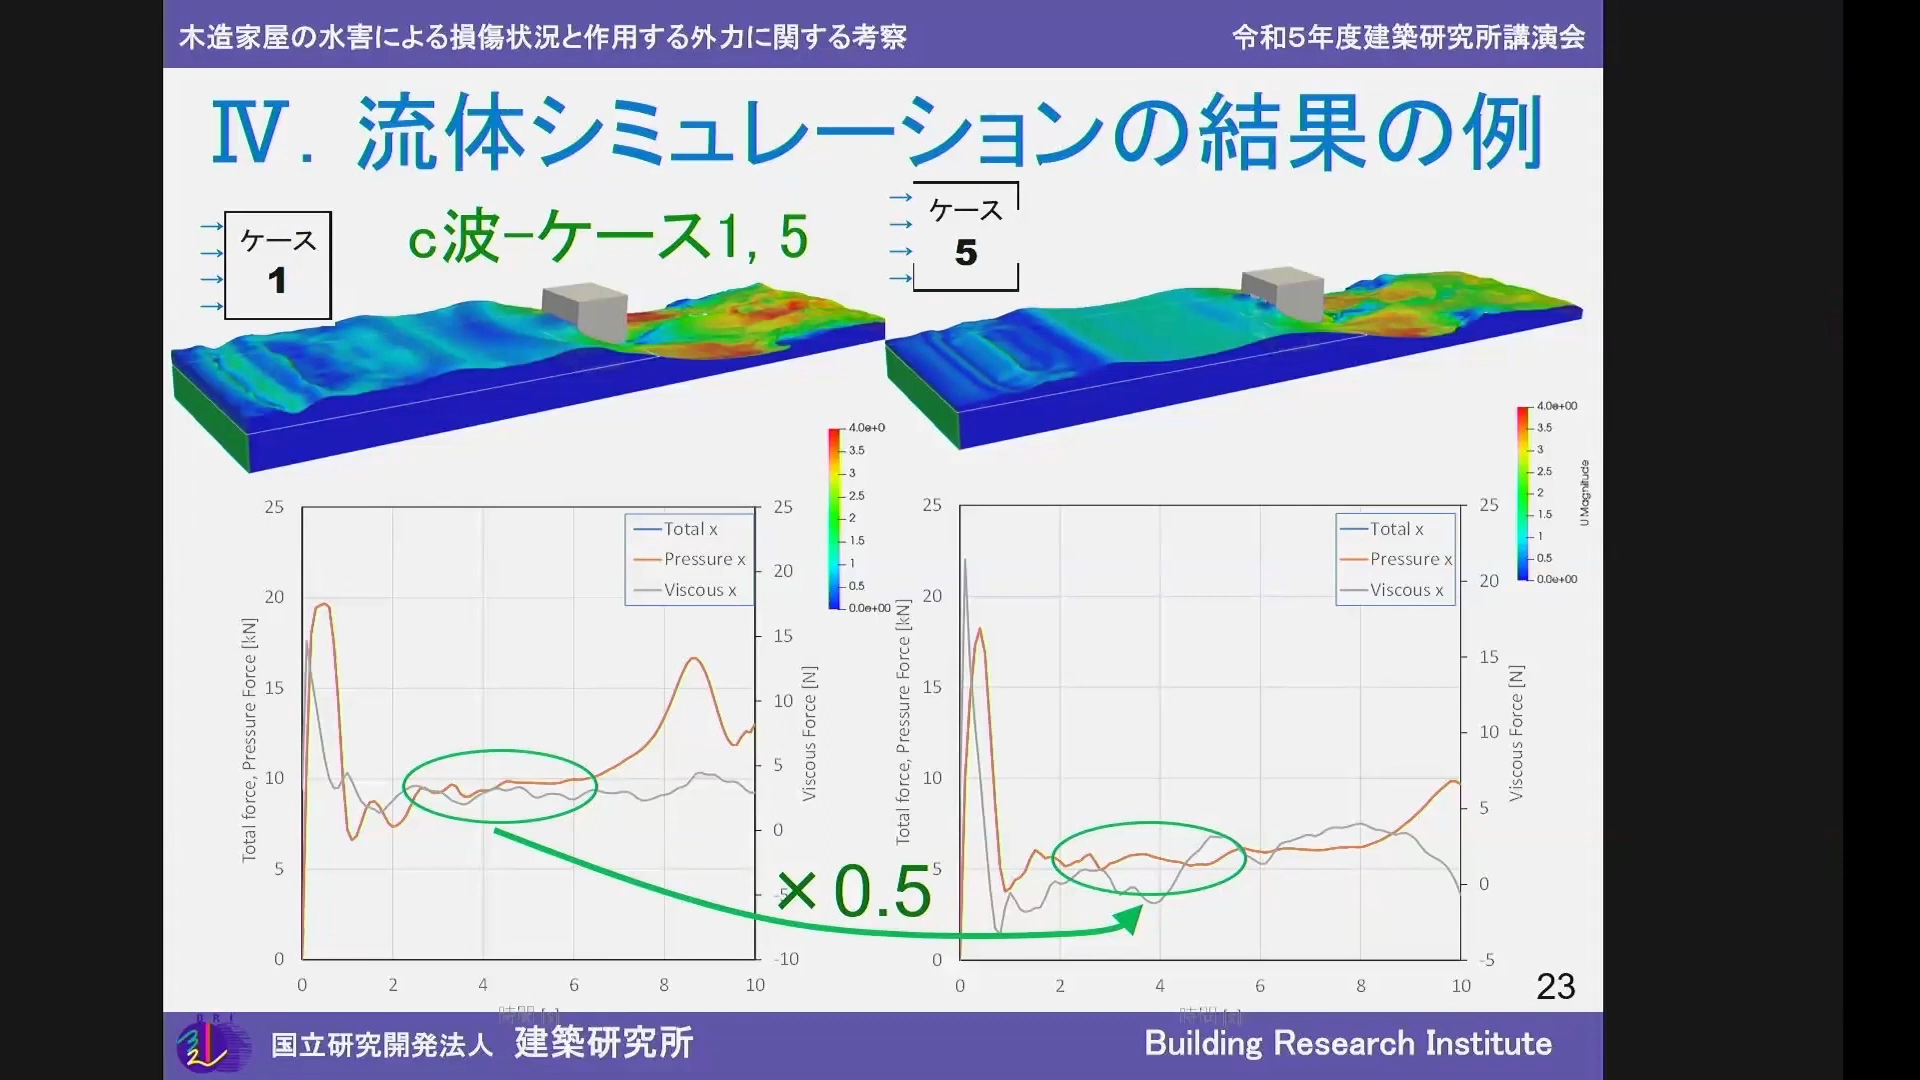 木造家屋の水害による損傷状況と作用する外力に関する考察
令和5年度建築研究所講演会
Ⅳ．流体シミュレーションの結果の例
c波-ケース1, 5
ケース
1
ケース
5
4.0e+0
3.5
3
2.5
2
1.5
1
0.5
0.0e+00
4.0e+00
3.5
3
2.5
2
1.5
1
0.5
0.0e+00
U Magnitude
Total force, Pressure Force [kN]
25
20
15
10
5
0
Total x
Pressure x
Viscous x
25
20
15
10
5
0
-5
-10
Viscous Force [N]
0 2 4 6 8 10
時間 [s]
×0.5
Total force, Pressure Force [kN]
25
20
15
10
5
0
Total x
Pressure x
Viscous x
25
20
15
10
5
0
-5
Viscous Force [N]
0 2 4 6 8 10
時間 [s]
23
BRI
国立研究開発法人 建築研究所
Building Research Institute